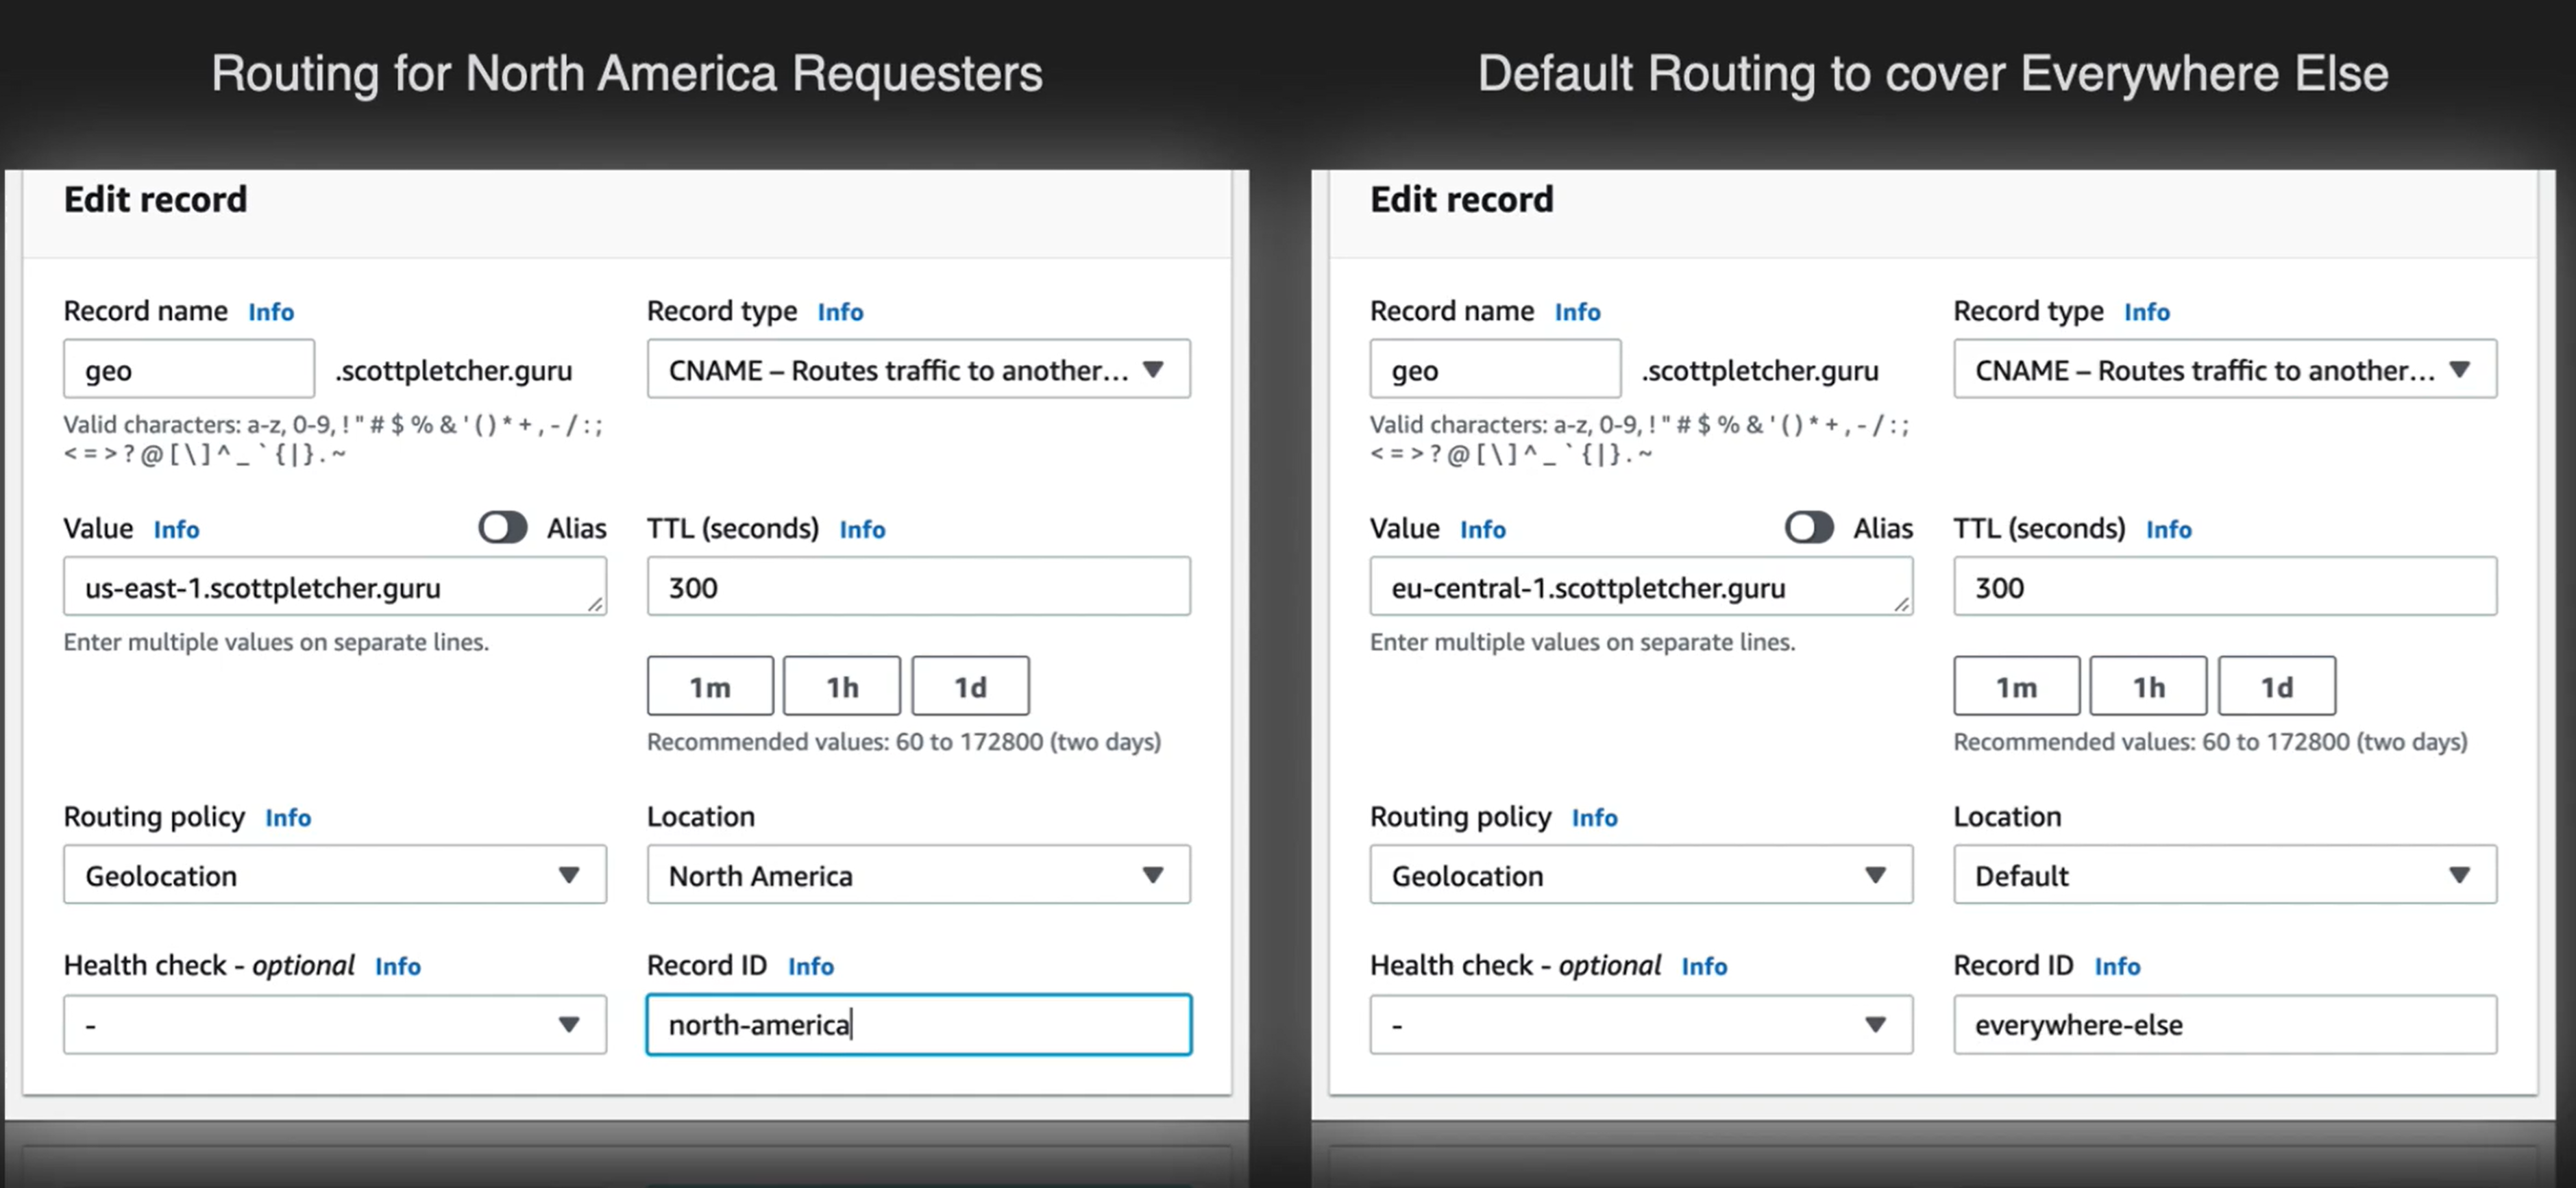 Routing for North America Requesters
Edit record
Record name Info
Record type Info
geo .scottpletcher.guru
CNAME – Routes traffic to another...
Valid characters: a-z, 0-9, ! " # $ % & ' ( ) * + , - / : ;
< = > ? @ [ \ ] ^ _ ` { | } . ~
Value Info Alias
TTL (seconds) Info
us-east-1.scottpletcher.guru
300
Enter multiple values on separate lines.
1m 1h 1d
Recommended values: 60 to 172800 (two days)
Routing policy Info
Location
Geolocation
North America
Health check - optional Info
Record ID Info
-
north-america
Default Routing to cover Everywhere Else
Edit record
Record name Info
Record type Info
geo .scottpletcher.guru
CNAME – Routes traffic to another...
Valid characters: a-z, 0-9, ! " # $ % & ' ( ) * + , - / : ;
< = > ? @ [ \ ] ^ _ ` { | } . ~
Value Info Alias
TTL (seconds) Info
eu-central-1.scottpletcher.guru
300
Enter multiple values on separate lines.
1m 1h 1d
Recommended values: 60 to 172800 (two days)
Routing policy Info
Location
Geolocation
Default
Health check - optional Info
Record ID Info
-
everywhere-else